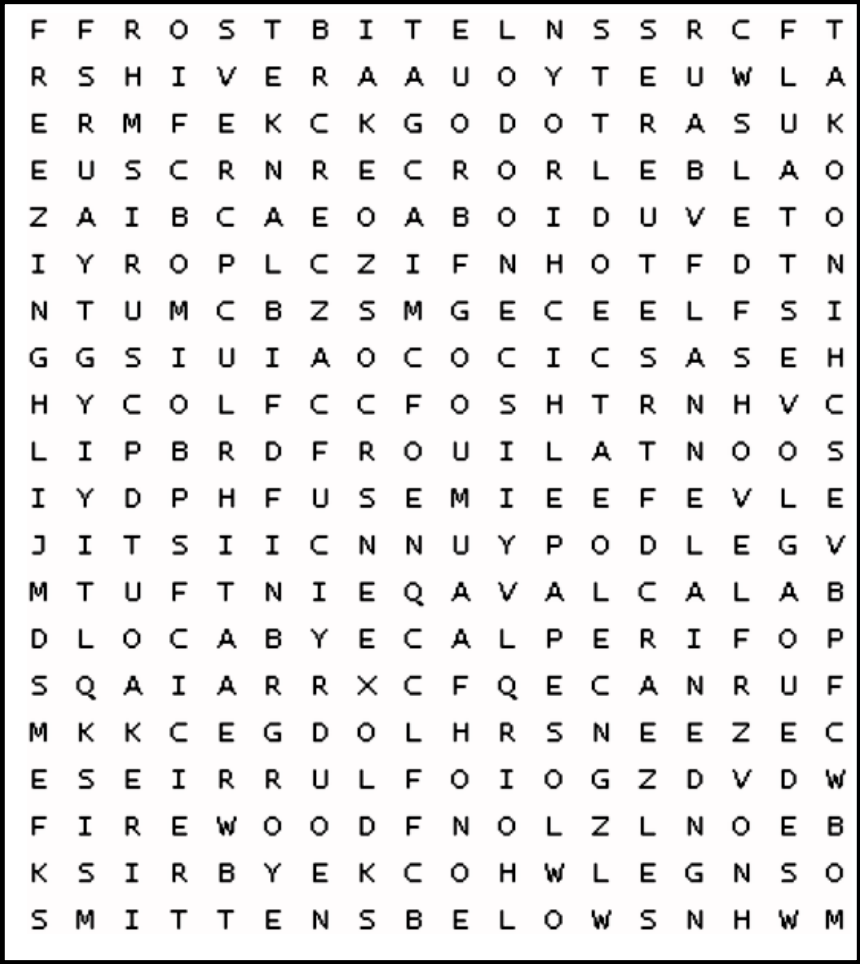 F F R O S T B I T E L N S S R C F T
R S H I V E R A A U O Y T E U W L A
E R M F E K C K G O D O T R A S U K
E U S C R N R E C R O R L E B L A O
Z A I B C A E O A B O I D U V E T O
I Y R O P L C Z I F N H O T F D T N
N T U M C B Z S M G E C E E L F S I
G G S I U I A O C O C I C S A S E H
H Y C O L F C C F O S H T R N H V C
L I P B R D F R O U I L A T N O O S
I Y D P H F U S E M I E E F E V L E
J I T S I I C N N U Y P O D L E G V
M T U F T N I E Q A V A L C A L A B
D L O C A B Y E C A L P E R I F O P
S Q A I A R R X C F Q E C A N R U F
M K K C E G D O L H R S N E E Z E C
E S E I R R U L F O I O G Z D V D W
F I R E W O O D F N O L Z L N O E B
K S I R B Y E K C O H W L E G N S O
S M I T T E N S B E L O W S N H W M